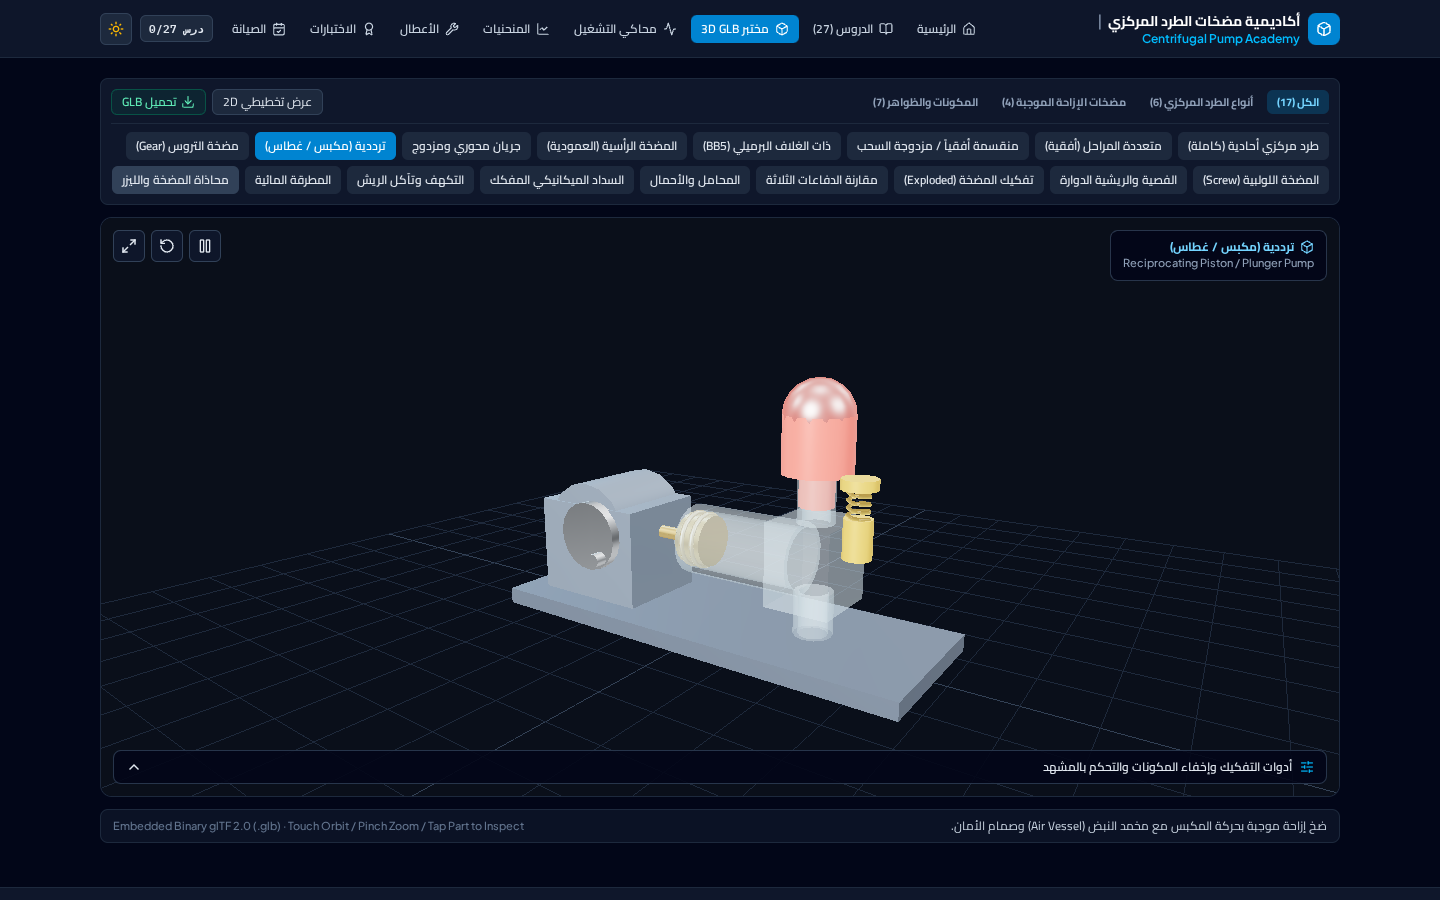 أكاديمية مضخات الطرد المركزي
Centrifugal Pump Academy
الرئيسية
الدروس (27)
مختبر 3D GLB
محاكي التشغيل
المنحنيات
الأعطال
الاختبارات
الصيانة
0/27 درس
الكل (17)
أنواع الطرد المركزي (6)
مضخات الإزاحة الموجبة (4)
المكونات والظواهر (7)
عرض تخطيطي 2D
تحميل GLB
طرد مركزي أحادية (كاملة)
متعددة المراحل (أفقية)
منقسمة أفقياً / مزدوجة السحب
ذات الغلاف البرميلي (BB5)
المضخة الرأسية (العمودية)
جريان محوري ومزدوج
ترددية (مكبس / غطاس)
مضخة التروس (Gear)
المضخة اللولبية (Screw)
الفصية والريشية الدوارة
تفكيك المضخة (Exploded)
مقارنة الدفاعات الثلاثة
المحامل والأحمال
السداد الميكانيكي المفكك
التكهف وتآكل الريش
المطرقة المائية
محاذاة المضخة والليزر
ترددية (مكبس / غطاس)
Reciprocating Piston / Plunger Pump
أدوات التفكيك وإخفاء المكونات والتحكم بالمشهد
ضخ إزاحة موجبة بحركة المكبس مع مخمد النبض (Air Vessel) وصمام الأمان.
Embedded Binary glTF 2.0 (.glb) · Touch Orbit / Pinch Zoom / Tap Part to Inspect